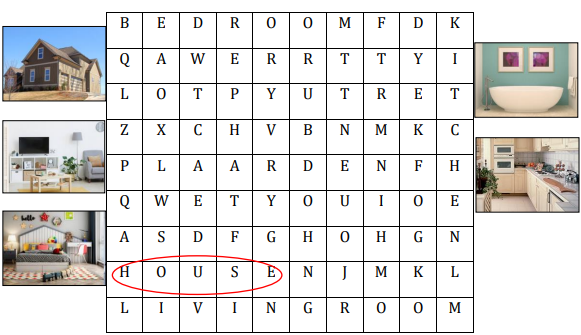 B E D R O O M F D K
Q A W E R R T T Y I
L O T P Y U T R E T
Z X C H V B N M K C
P L A A R D E N F H
Q W E T Y O U I O E
A S D F G H O H G N
H O U S E N J M K L
L I V I N G R O O M